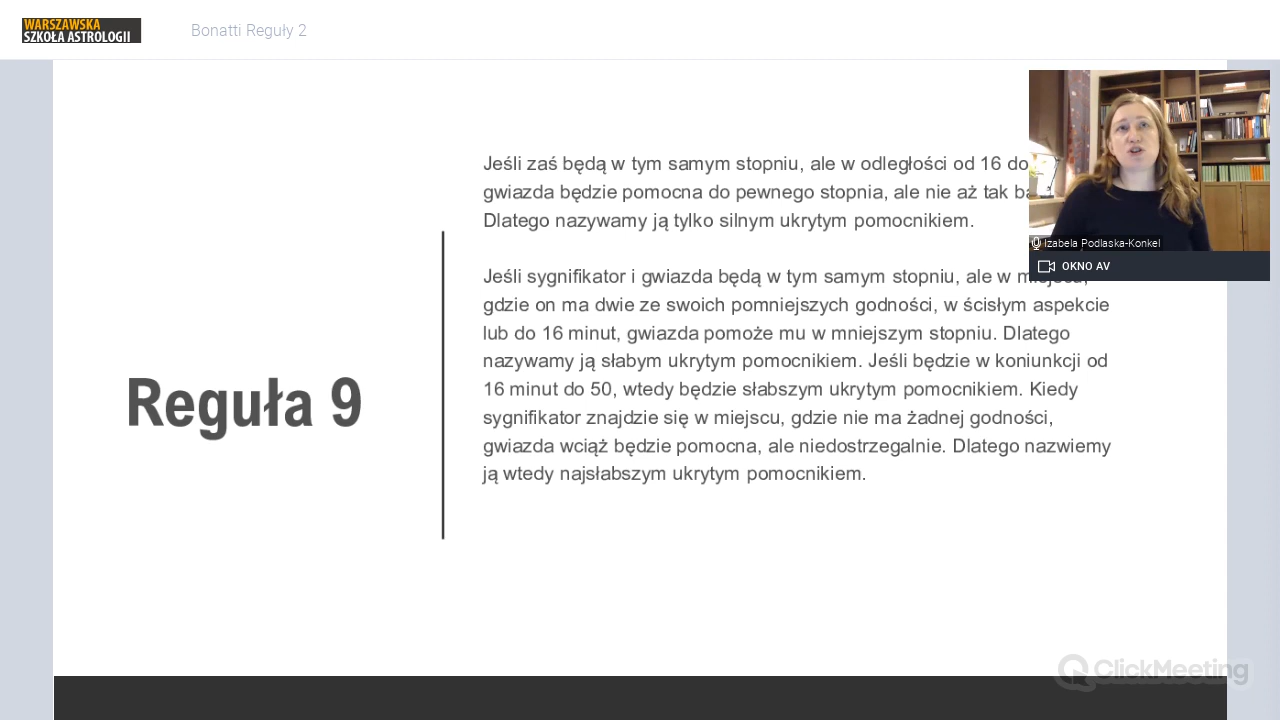 WARSZAWSKA
SZKOŁA ASTROLOGII
Bonatti Reguły 2
Jeśli zaś będą w tym samym stopniu, ale w odległości od 16 do
gwiazda będzie pomocna do pewnego stopnia, ale nie aż tak
Dlatego nazywamy ją tylko silnym ukrytym pomocnikiem.
Jeśli sygnifikator i gwiazda będą w tym samym stopniu, ale w miejscu,
gdzie on ma dwie ze swoich pomniejszych godności, w ścisłym aspekcie
lub do 16 minut, gwiazda pomoże mu w mniejszym stopniu. Dlatego
nazywamy ją słabym ukrytym pomocnikiem. Jeśli będzie w koniunkcji od
16 minut do 50, wtedy będzie słabszym ukrytym pomocnikiem. Kiedy
sygnifikator znajdzie się w miejscu, gdzie nie ma żadnej godności,
gwiazda wciąż będzie pomocna, ale niedostrzegalnie. Dlatego nazwiemy
ją wtedy najsłabszym ukrytym pomocnikiem.
Reguła 9
Izabela Podlaska-Konkel
OKNO AV
ClickMeeting